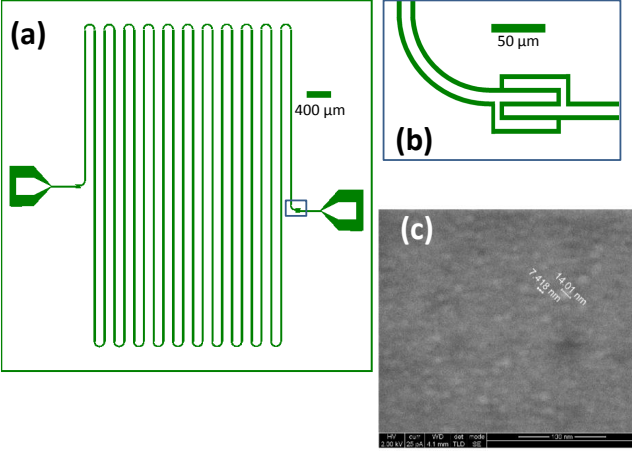 (a)
400 µm
50 µm
(b)
(c)
7.418 nm
14.01 nm
HV curr WD det mode
2.00 kV 25 pA 4.1 mm TLD SE
100 nm